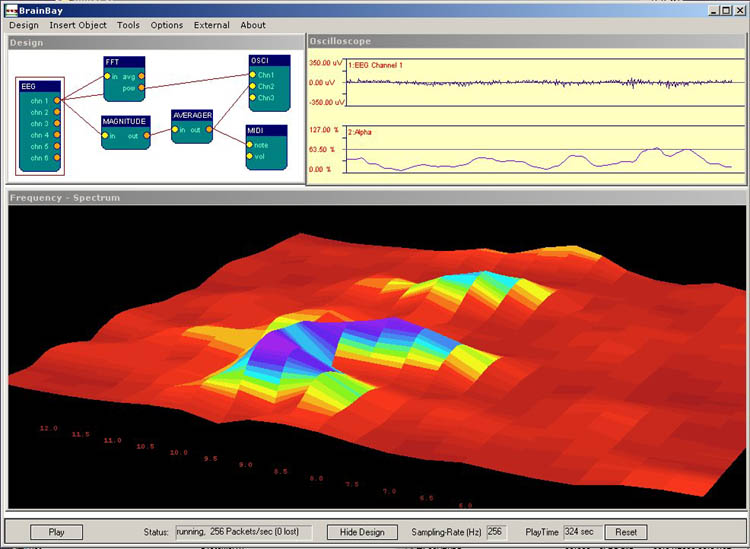 BrainBay
Design Insert Object Tools Options External About
Design
EEG
chn 1
chn 2
chn 3
chn 4
chn 5
chn 6
FFT
in avg
pow
MAGNITUDE
in out
AVERAGER
in out
OSCI
Chn1
Chn2
Chn3
MIDI
note
vol
Oscilloscope
350.00 uV
0.00 uV
-350.00 uV
1:EEG Channel 1
127.00 %
63.50 %
0.00 %
2:Alpha
Frequency - Spectrum
12.0 11.5 11.0 10.5 10.0 9.5 9.0 8.5 8.0 7.5 7.0 6.5 6.0
Play Status: running, 256 Packets/sec (0 lost) Hide Design Sampling-Rate (Hz) 256 PlayTime 324 sec Reset